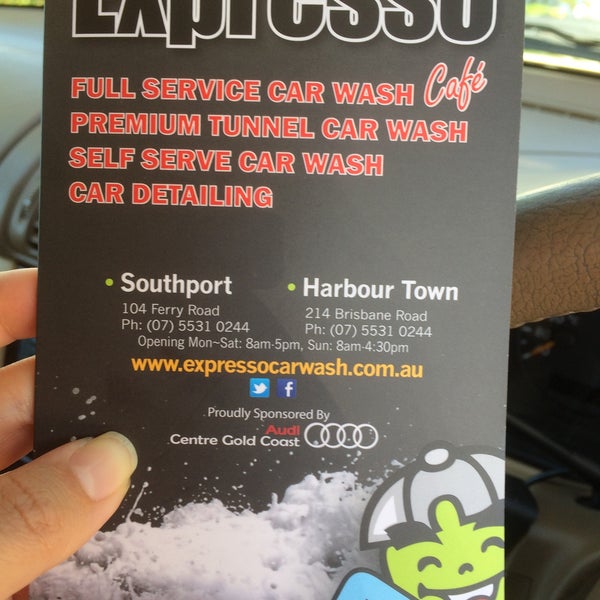 Expresso
FULL SERVICE CAR WASH Café
PREMIUM TUNNEL CAR WASH
SELF SERVE CAR WASH
CAR DETAILING
• Southport
104 Ferry Road
Ph: (07) 5531 0244
• Harbour Town
214 Brisbane Road
Ph: (07) 5531 0244
Opening Mon~Sat: 8am-5pm, Sun: 8am-4:30pm
www.expressocarwash.com.au
Proudly Sponsored By
Audi
Centre Gold Coast